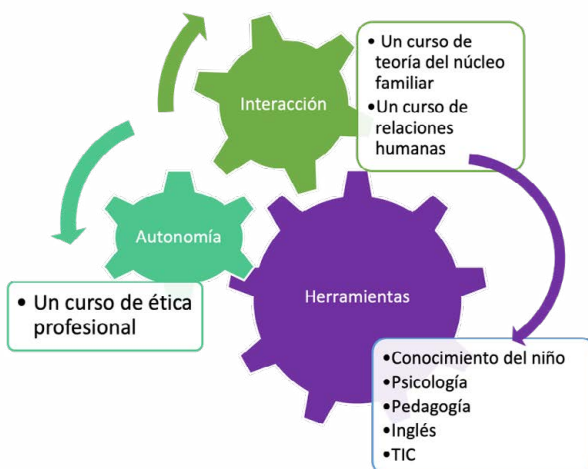 Interacción
• Un curso de
teoría del núcleo
familiar
•Un curso de
relaciones
humanas
Autonomía
• Un curso de ética
profesional
Herramientas
•Conocimiento del niño
•Psicología
•Pedagogía
•Inglés
•TIC